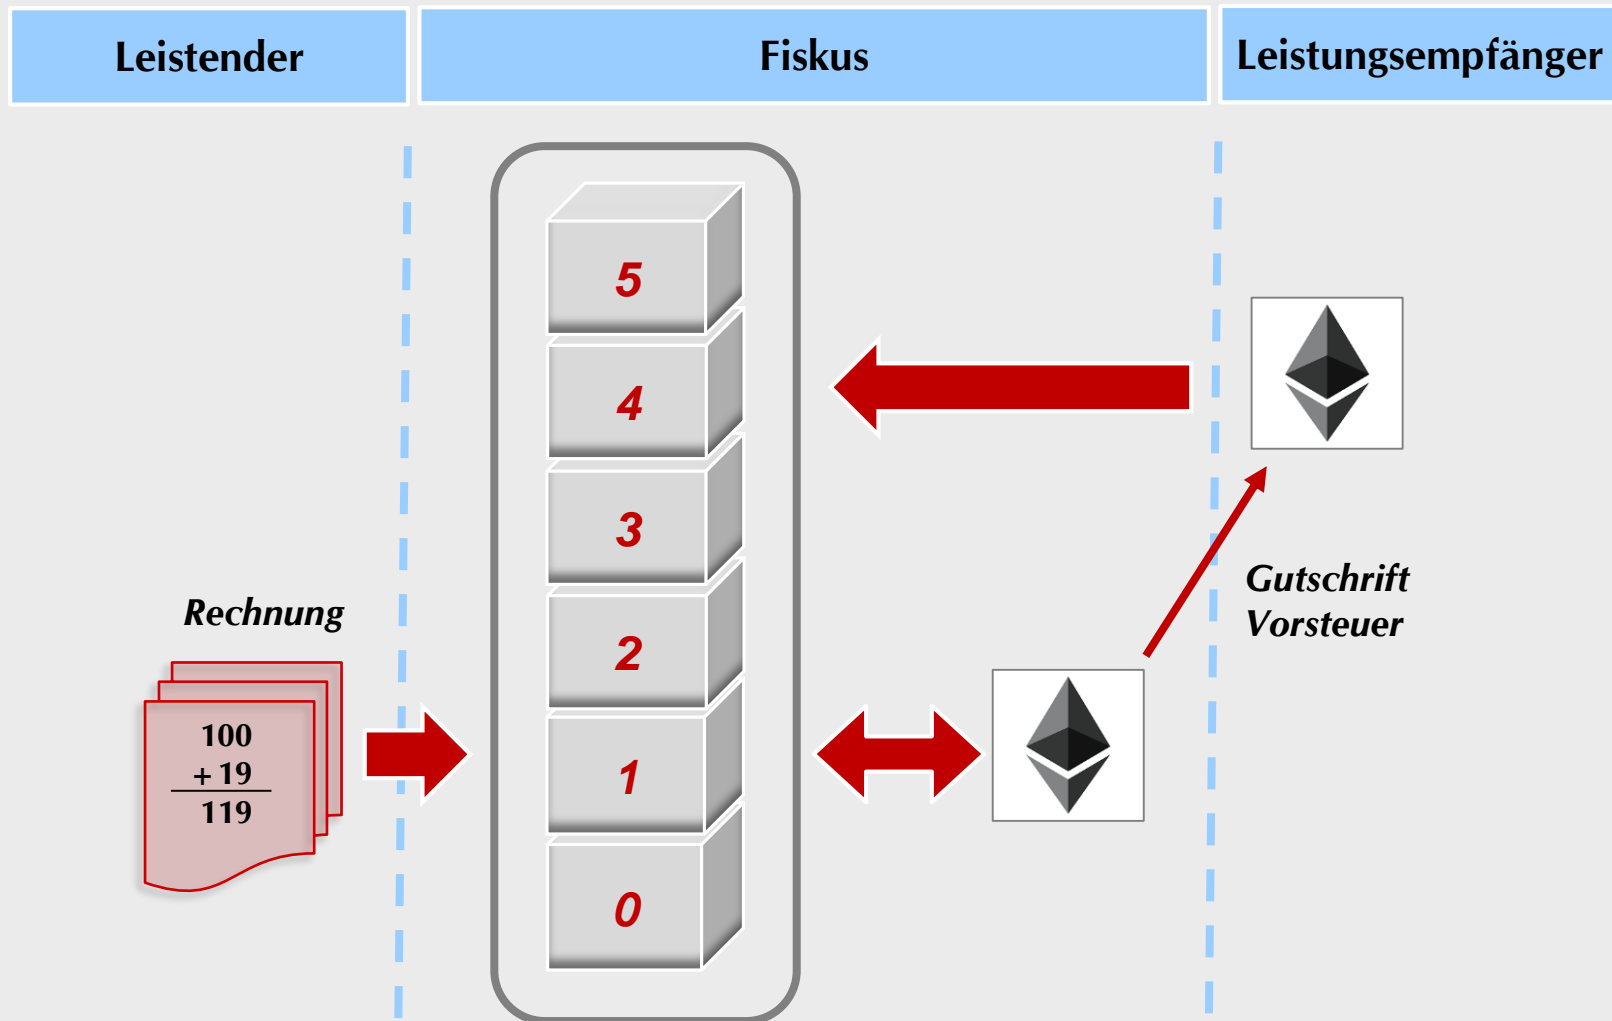 Leistender
Fiskus
Leistungsempfänger
5
4
3
Gutschrift
Vorsteuer
Rechnung
2
100
+ 19
119
1
0